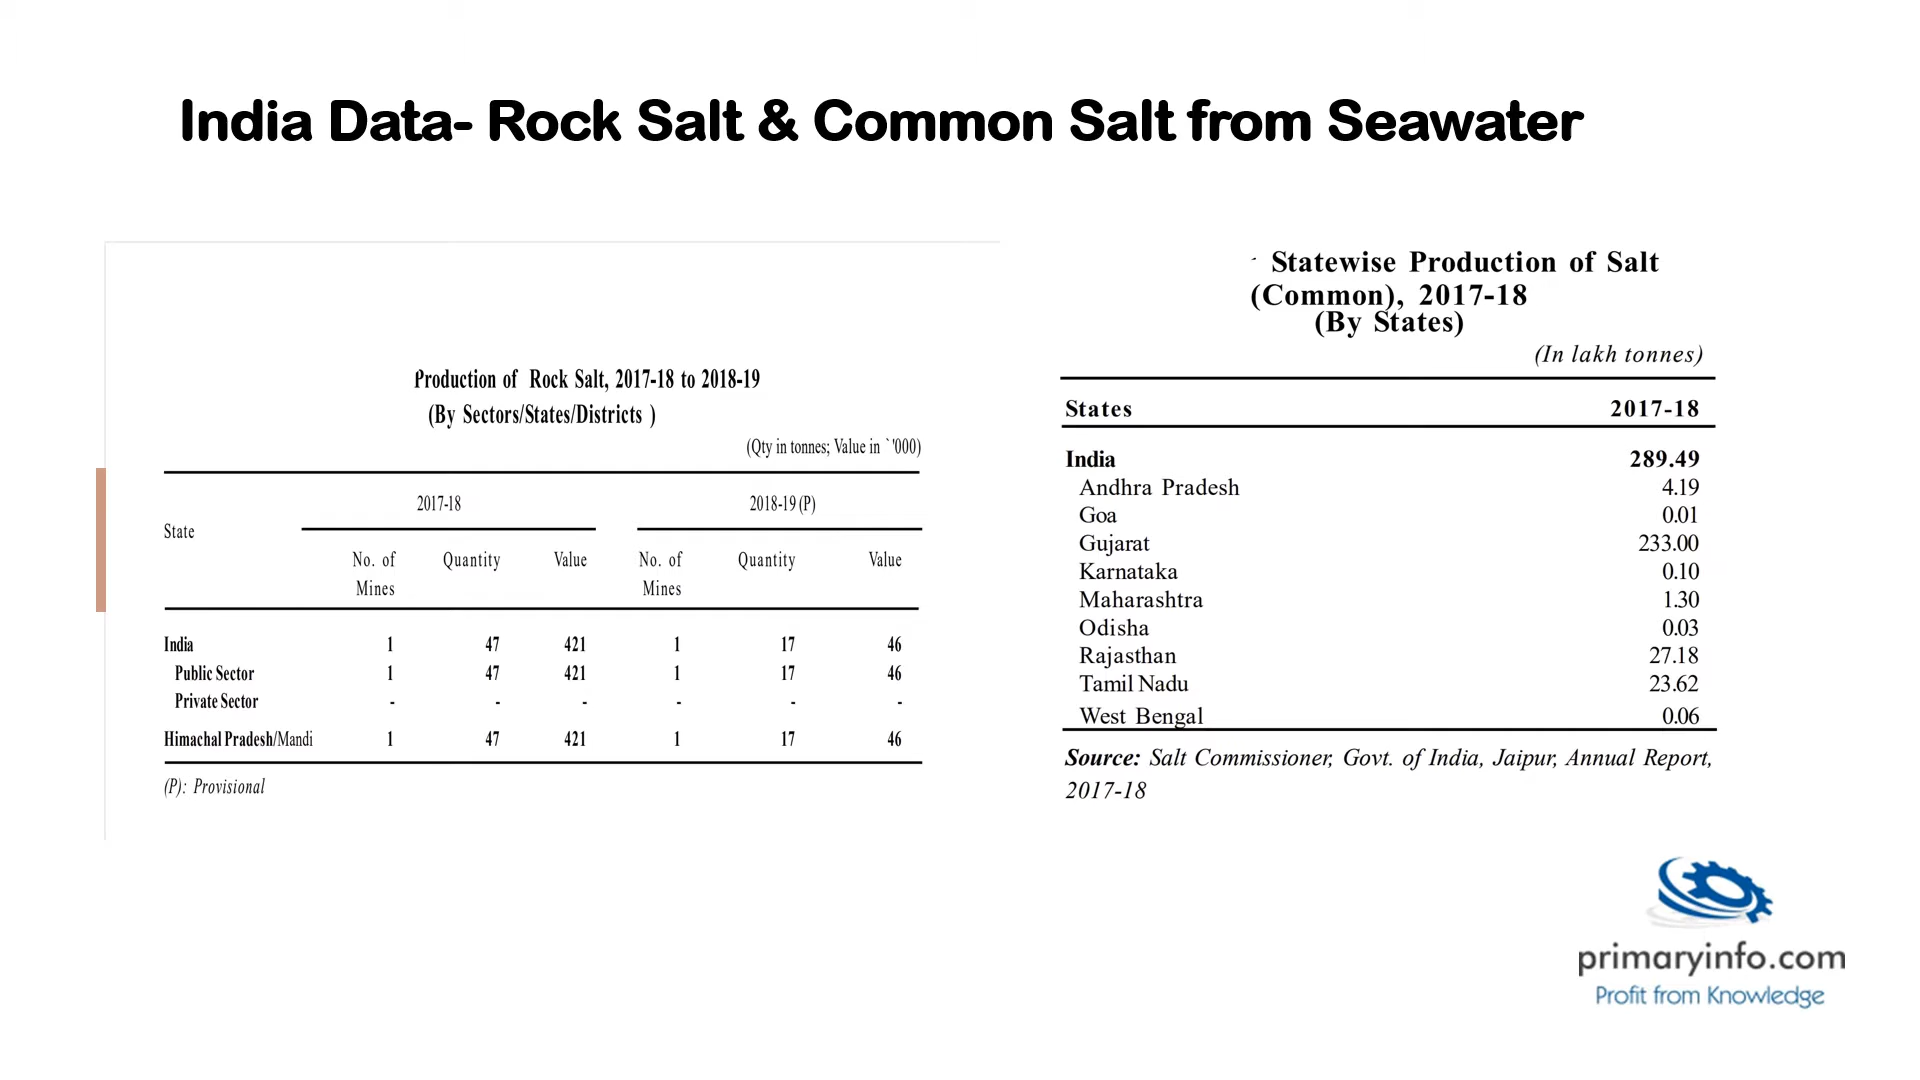 India Data- Rock Salt & Common Salt from Seawater
Production of Rock Salt, 2017-18 to 2018-19
(By Sectors/States/Districts )
(Qty in tonnes; Value in ` '000)
State 2017-18 2018-19 (P)
No. of Mines Quantity Value No. of Mines Quantity Value
India 1 47 421 1 17 46
Public Sector 1 47 421 1 17 46
Private Sector - - - - - -
Himachal Pradesh/Mandi 1 47 421 1 17 46
(P): Provisional
Statewise Production of Salt
(Common), 2017-18
(By States)
(In lakh tonnes)
States 2017-18
India 289.49
Andhra Pradesh 4.19
Goa 0.01
Gujarat 233.00
Karnataka 0.10
Maharashtra 1.30
Odisha 0.03
Rajasthan 27.18
Tamil Nadu 23.62
West Bengal 0.06
Source: Salt Commissioner, Govt. of India, Jaipur, Annual Report,
2017-18
primaryinfo.com
Profit from Knowledge